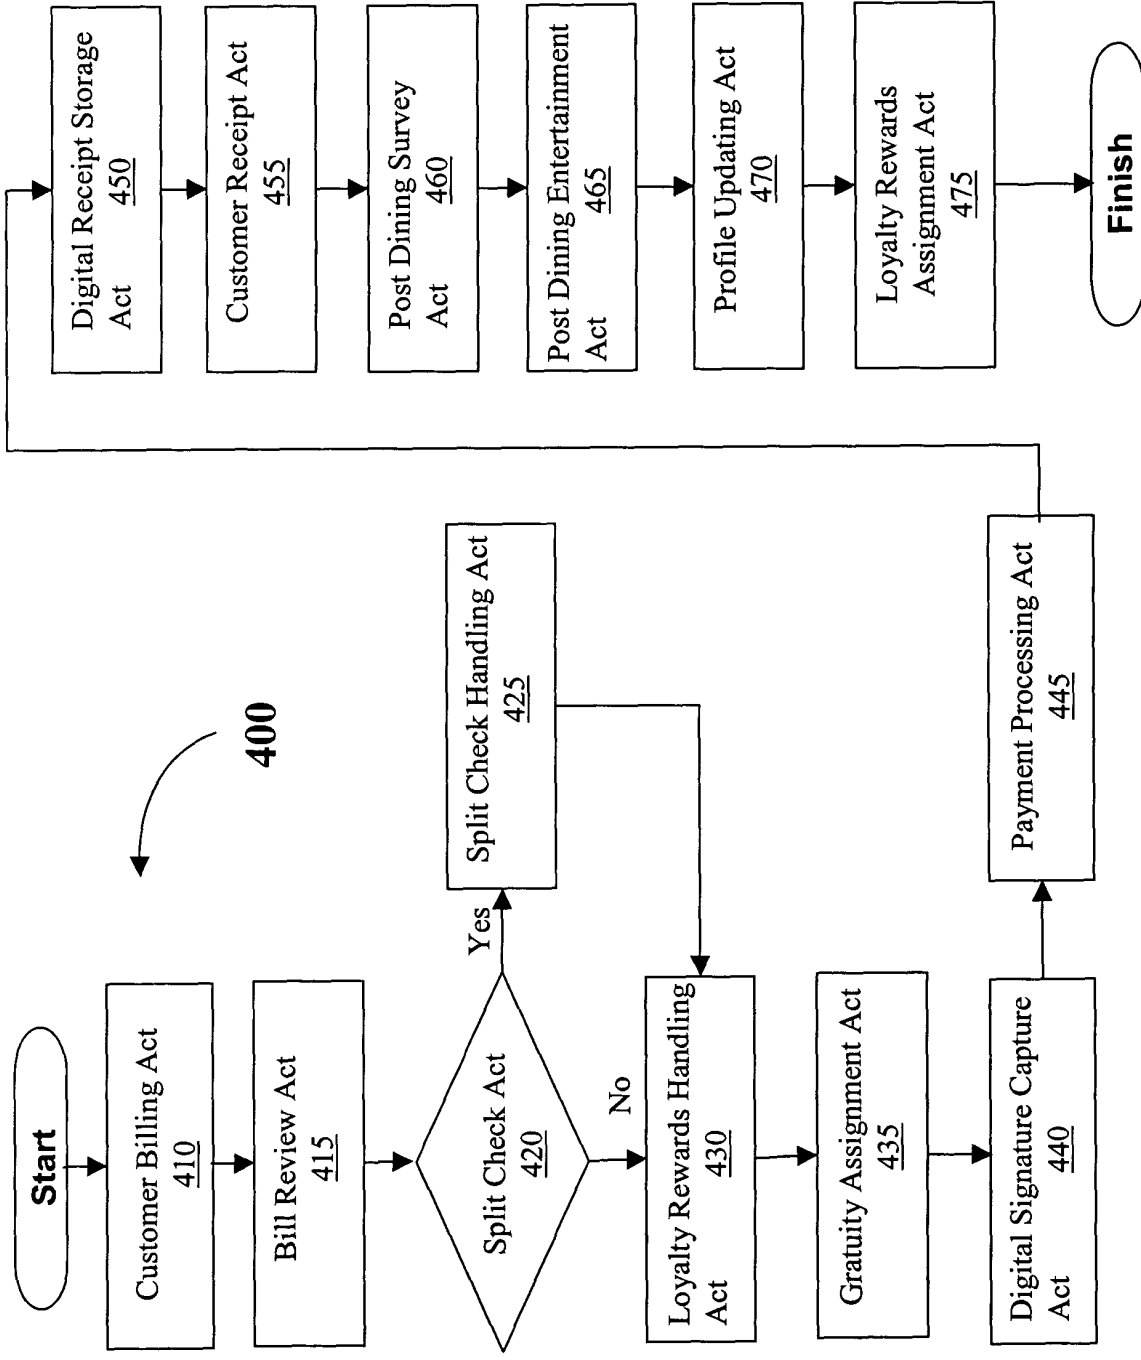 Start
Customer Billing Act
410
Bill Review Act
415
Split Check Act
420
Yes
No
Split Check Handling Act
425
Loyalty Rewards Handling
Act 430
Gratuity Assignment Act
435
Digital Signature Capture
Act 440
Payment Processing Act
445
400
Digital Receipt Storage
Act 450
Customer Receipt Act
455
Post Dining Survey
Act 460
Post Dining Entertainment
Act 465
Profile Updating Act
470
Loyalty Rewards
Assignment Act
475
Finish